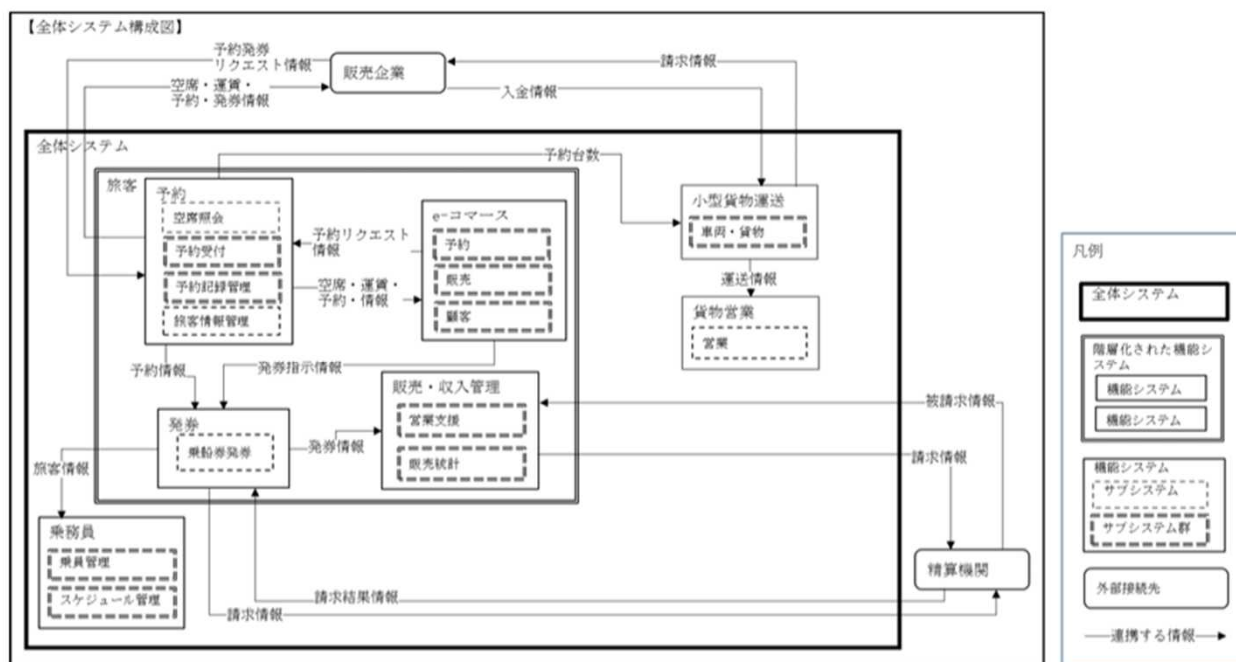 【全体システム構成図】
予約発券
リクエスト情報
販売企業
請求情報
空席・運賃・
予約・発券情報
入金情報
全体システム
予約台数
旅客
予約
空席照会
予約受付
予約記録管理
旅客情報管理
予約リクエスト
情報
空席・運賃・
予約・情報
e-コマース
予約
販売
顧客
小型貨物運送
車両・貨物
運送情報
貨物営業
営業
予約情報
発券指示情報
販売・収入管理
営業支援
販売統計
発券
乗船券発券
発券情報
被請求情報
請求情報
旅客情報
乗務員
乗員管理
スケジュール管理
請求結果情報
請求情報
精算機関
凡例
全体システム
階層化された機能シ
ステム
機能システム
機能システム
機能システム
サブシステム
サブシステム群
外部接続先
連携する情報